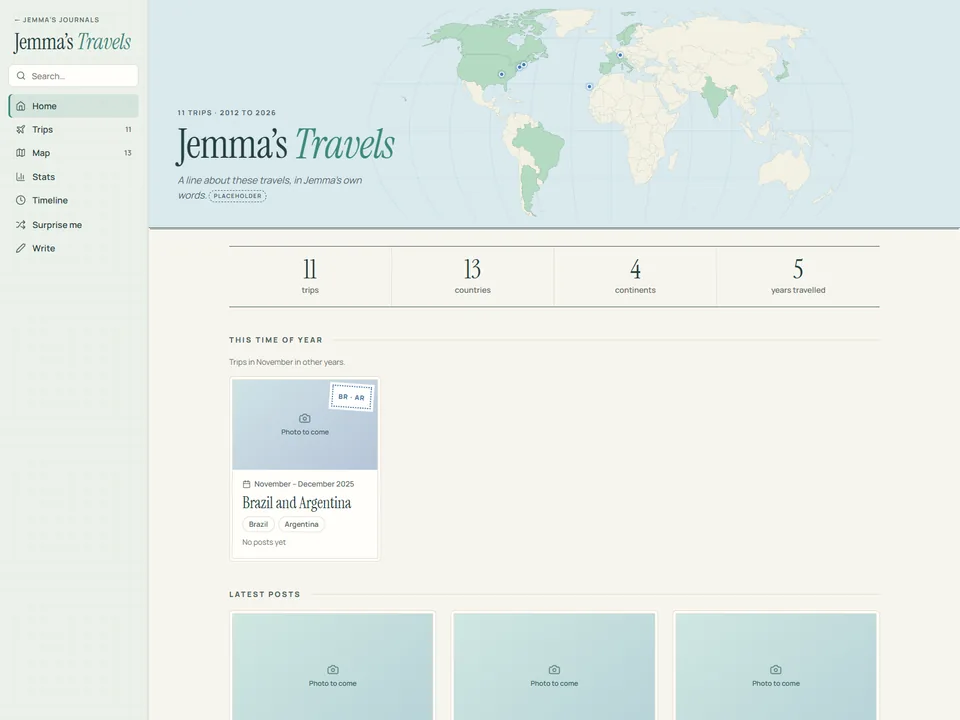 ← JEMMA'S JOURNALS
Jemma's Travels
Search...
Home
Trips 11
Map 13
Stats
Timeline
Surprise me
Write
11 TRIPS · 2012 TO 2026
Jemma's Travels
A line about these travels, in Jemma's own
words. PLACEHOLDER
11
trips
13
countries
4
continents
5
years travelled
THIS TIME OF YEAR
Trips in November in other years.
BR · AR
Photo to come
November – December 2025
Brazil and Argentina
Brazil Argentina
No posts yet
LATEST POSTS
Photo to come
Photo to come
Photo to come